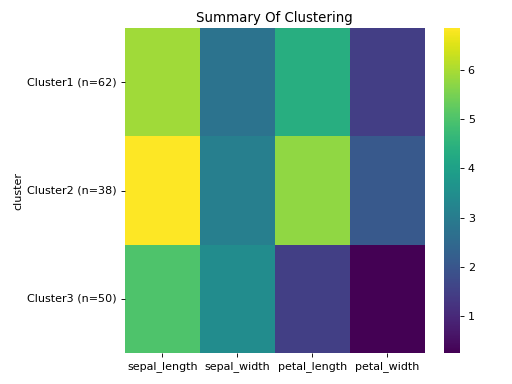 Summary Of Clustering
cluster
Cluster1 (n=62)
Cluster2 (n=38)
Cluster3 (n=50)
sepal_length sepal_width petal_length petal_width
6
5
4
3
2
1